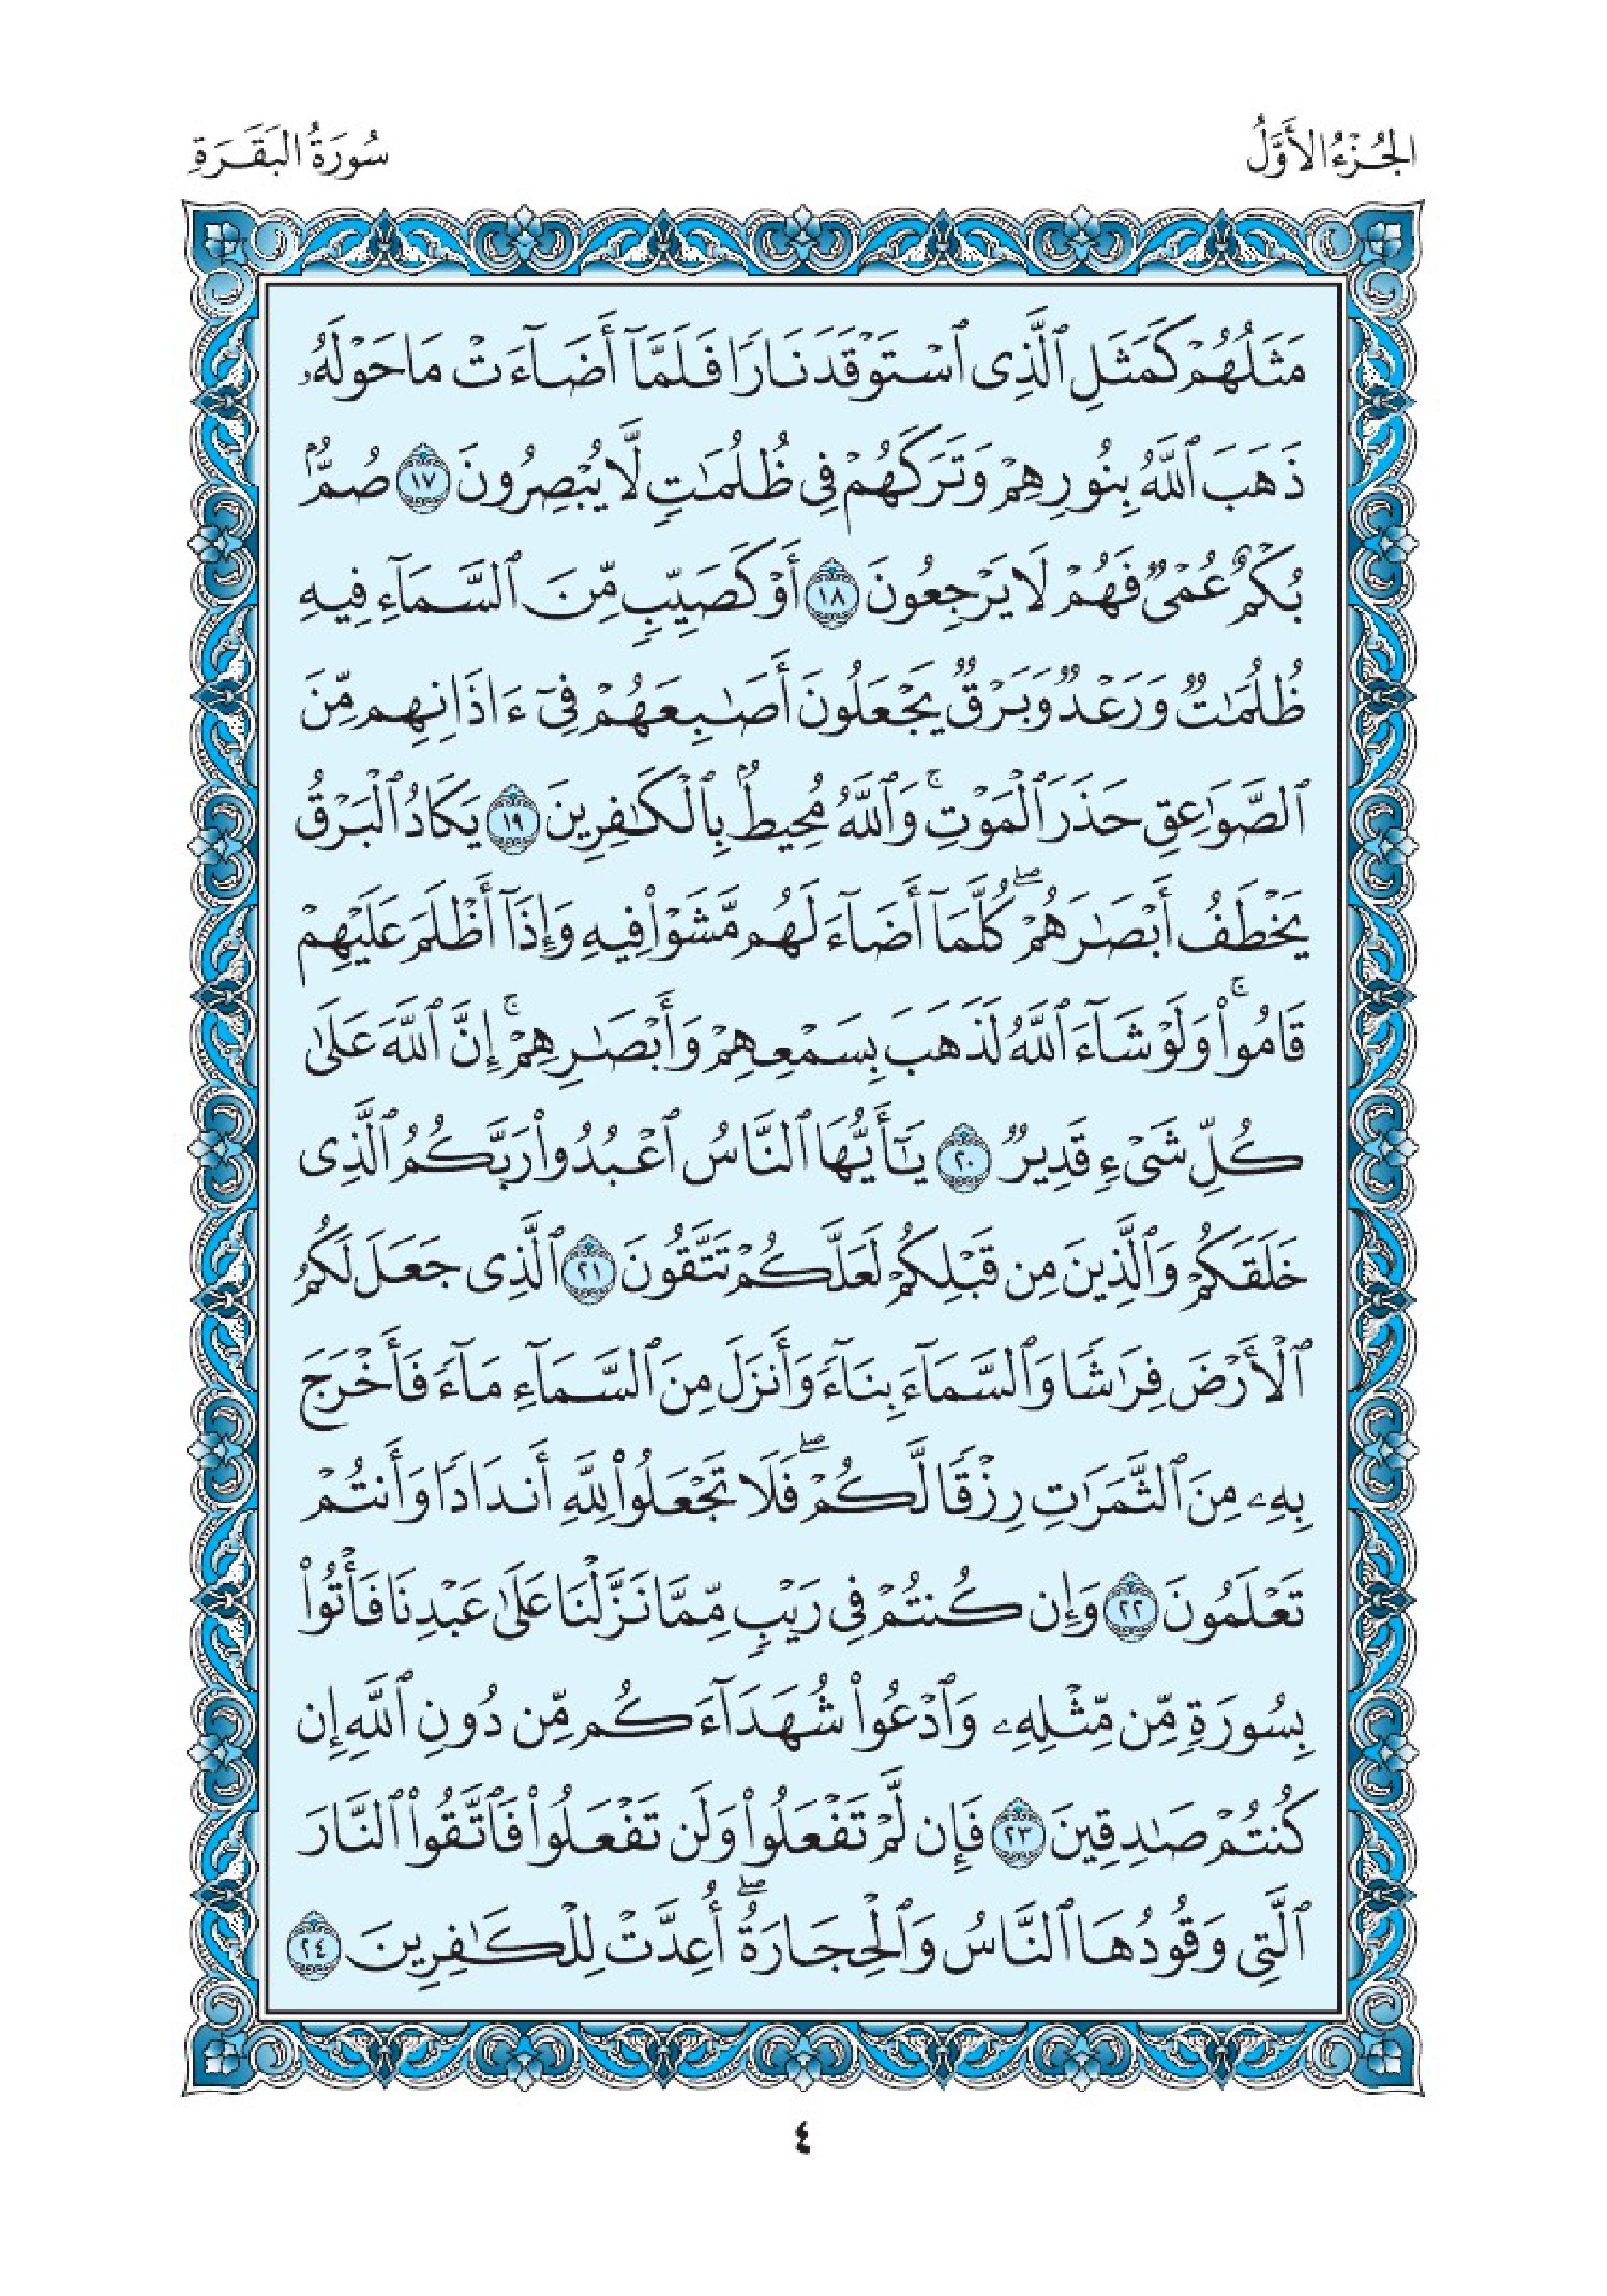 الجُزْءُ الأَوَّلُ
سُورَةُ البَقَرَةِ
مَثَلُهُمْ كَمَثَلِ ٱلَّذِى ٱسْتَوْقَدَ نَارًا فَلَمَّآ أَضَآءَتْ مَا حَوْلَهُۥ
ذَهَبَ ٱللَّهُ بِنُورِهِمْ وَتَرَكَهُمْ فِى ظُلُمَٰتٍ لَّا يُبْصِرُونَ ١٧ صُمٌّۢ
بُكْمٌ عُمْىٌ فَهُمْ لَا يَرْجِعُونَ ١٨ أَوْ كَصَيِّبٍ مِّنَ ٱلسَّمَآءِ فِيهِ
ظُلُمَٰتٌ وَرَعْدٌ وَبَرْقٌ يَجْعَلُونَ أَصَٰبِعَهُمْ فِىٓ ءَاذَانِهِم مِّنَ
ٱلصَّوَٰعِقِ حَذَرَ ٱلْمَوْتِ ۚ وَٱللَّهُ مُحِيطٌۢ بِٱلْكَٰفِرِينَ ١٩ يَكَادُ ٱلْبَرْقُ
يَخْطَفُ أَبْصَٰرَهُمْ ۖ كُلَّمَآ أَضَآءَ لَهُم مَّشَوْا۟ فِيهِ وَإِذَآ أَظْلَمَ عَلَيْهِمْ
قَامُوا۟ ۚ وَلَوْ شَآءَ ٱللَّهُ لَذَهَبَ بِسَمْعِهِمْ وَأَبْصَٰرِهِمْ ۚ إِنَّ ٱللَّهَ عَلَىٰ
كُلِّ شَىْءٍ قَدِيرٌ ٢٠ يَٰٓأَيُّهَا ٱلنَّاسُ ٱعْبُدُوا۟ رَبَّكُمُ ٱلَّذِى
خَلَقَكُمْ وَٱلَّذِينَ مِن قَبْلِكُمْ لَعَلَّكُمْ تَتَّقُونَ ٢١ ٱلَّذِى جَعَلَ لَكُمُ
ٱلْأَرْضَ فِرَٰشًا وَٱلسَّمَآءَ بِنَآءً وَأَنزَلَ مِنَ ٱلسَّمَآءِ مَآءً فَأَخْرَجَ
بِهِۦ مِنَ ٱلثَّمَرَٰتِ رِزْقًا لَّكُمْ ۖ فَلَا تَجْعَلُوا۟ لِلَّهِ أَندَادًا وَأَنتُمْ
تَعْلَمُونَ ٢٢ وَإِن كُنتُمْ فِى رَيْبٍ مِّمَّا نَزَّلْنَا عَلَىٰ عَبْدِنَا فَأْتُوا۟
بِسُورَةٍ مِّن مِّثْلِهِۦ وَٱدْعُوا۟ شُهَدَآءَكُم مِّن دُونِ ٱللَّهِ إِن
كُنتُمْ صَٰدِقِينَ ٢٣ فَإِن لَّمْ تَفْعَلُوا۟ وَلَن تَفْعَلُوا۟ فَٱتَّقُوا۟ ٱلنَّارَ
ٱلَّتِى وَقُودُهَا ٱلنَّاسُ وَٱلْحِجَارَةُ ۖ أُعِدَّتْ لِلْكَٰفِرِينَ ٢٤
٤